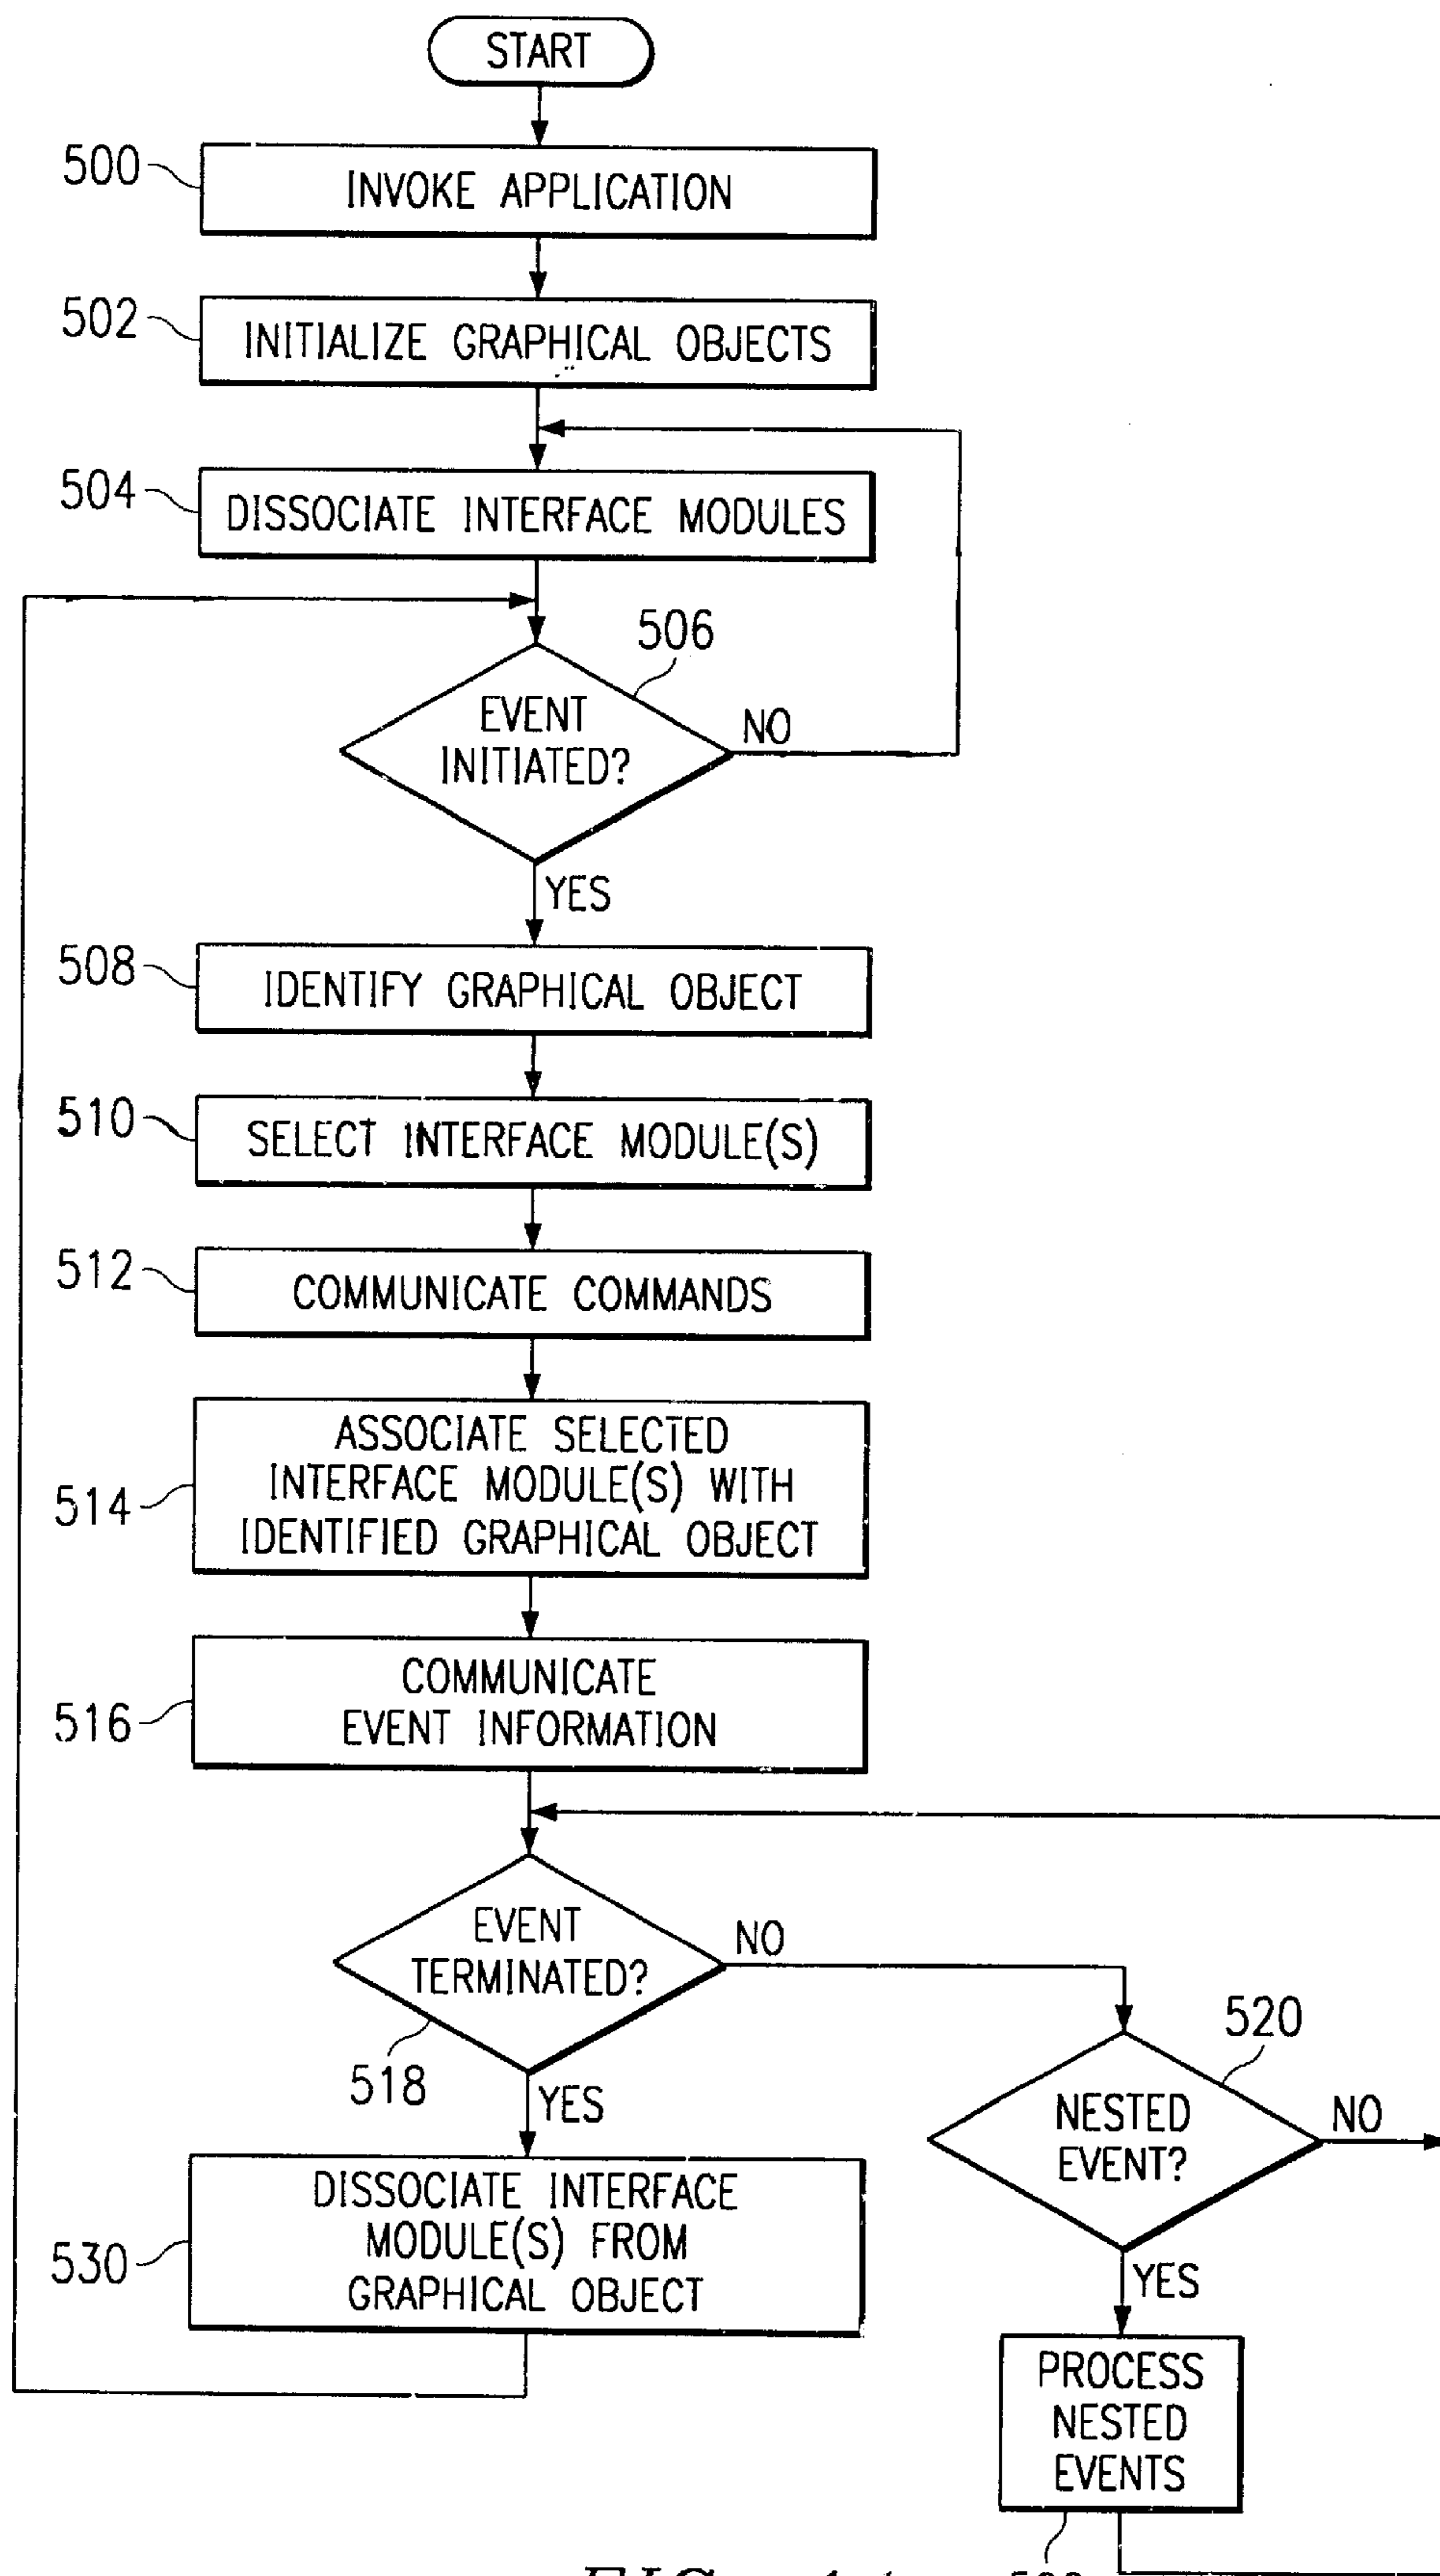 START
500
INVOKE APPLICATION
502
INITIALIZE GRAPHICAL OBJECTS
504
DISSOCIATE INTERFACE MODULES
506
EVENT
INITIATED?
NO
YES
508
IDENTIFY GRAPHICAL OBJECT
510
SELECT INTERFACE MODULE(S)
512
COMMUNICATE COMMANDS
514
ASSOCIATE SELECTED
INTERFACE MODULE(S) WITH
IDENTIFIED GRAPHICAL OBJECT
516
COMMUNICATE
EVENT INFORMATION
EVENT
TERMINATED?
NO
518
YES
520
NESTED
EVENT?
NO
YES
530
DISSOCIATE INTERFACE
MODULE(S) FROM
GRAPHICAL OBJECT
PROCESS
NESTED
EVENTS